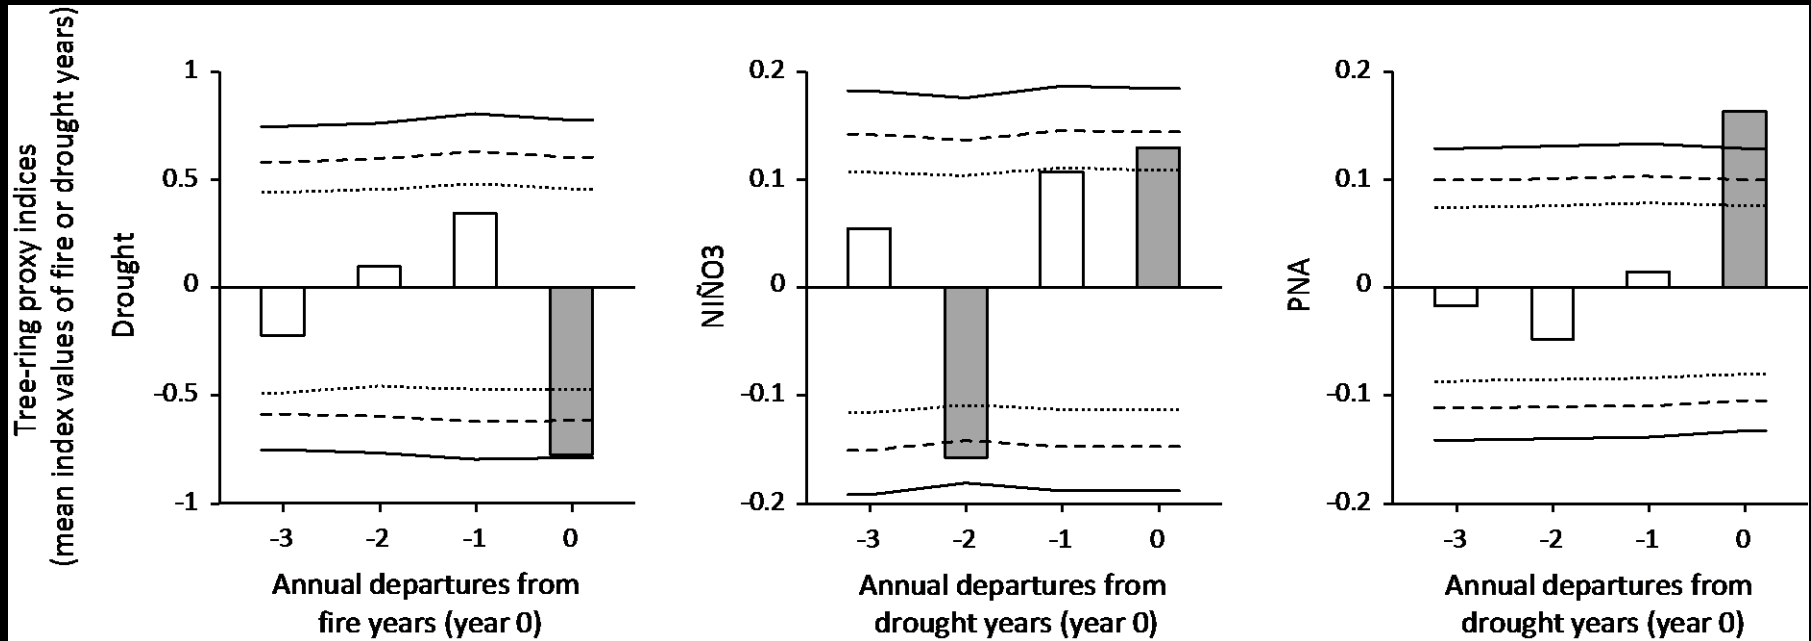 Tree-ring proxy indices
(mean index values of fire or drought years)
Drought
1
0.5
0
-0.5
-1
-3 -2 -1 0
Annual departures from
fire years (year 0)
NIÑO3
0.2
0.1
0
-0.1
-0.2
-3 -2 -1 0
Annual departures from
drought years (year 0)
PNA
0.2
0.1
0
-0.1
-0.2
-3 -2 -1 0
Annual departures from
drought years (year 0)